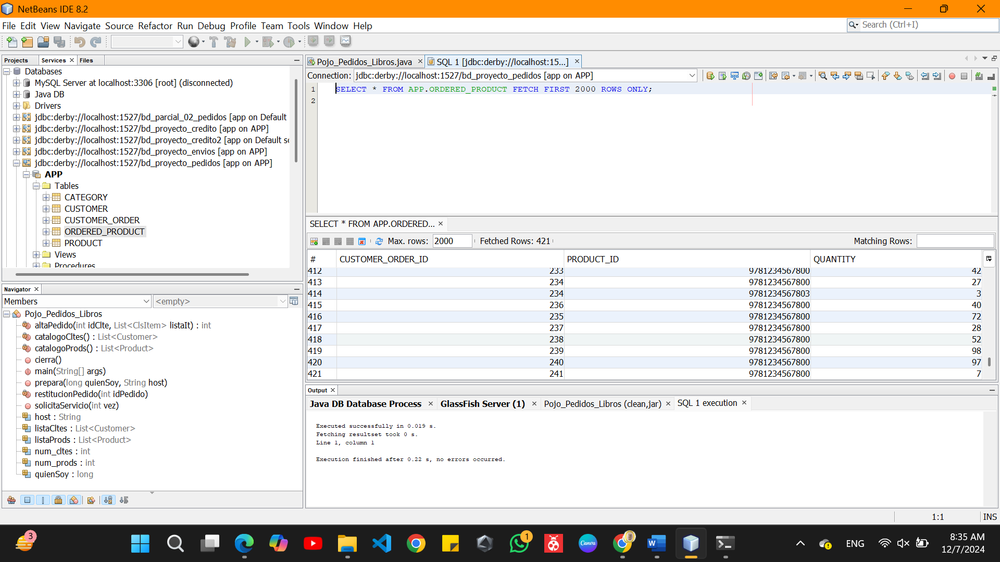 NetBeans IDE 8.2
File Edit View Navigate Source Refactor Run Debug Profile Team Tools Window Help
Search (Ctrl+I)
Projects Services Files
Databases
MySQL Server at localhost:3306 [root] (disconnected)
Java DB
Drivers
jdbc:derby://localhost:1527/bd_parcial_02_pedidos [app on Default
jdbc:derby://localhost:1527/bd_proyecto_credito [app on APP]
jdbc:derby://localhost:1527/bd_proyecto_credito2 [app on Default s
jdbc:derby://localhost:1527/bd_proyecto_envios [app on APP]
jdbc:derby://localhost:1527/bd_proyecto_pedidos [app on APP]
APP
Tables
CATEGORY
CUSTOMER
CUSTOMER_ORDER
ORDERED_PRODUCT
PRODUCT
Views
Procedures
Navigator
Members <empty>
Pojo_Pedidos_Libros
altaPedido(int idClte, List<ClsItem> listaIt) : int
catalogoCltes() : List<Customer>
catalogoProds() : List<Product>
cierra()
main(String[] args)
prepara(long quienSoy, String host)
restitucionPedido(int idPedido)
solicitaServicio(int vez)
host : String
listaCltes : List<Customer>
listaProds : List<Product>
num_cltes : int
num_prods : int
quienSoy : long
Pojo_Pedidos_Libros.java SQL 1 [jdbc:derby://localhost:15...]
Connection: jdbc:derby://localhost:1527/bd_proyecto_pedidos [app on APP]
1 SELECT * FROM APP.ORDERED_PRODUCT FETCH FIRST 2000 ROWS ONLY;
2
SELECT * FROM APP.ORDERED...
Max. rows: 2000 Fetched Rows: 421 Matching Rows:
# CUSTOMER_ORDER_ID PRODUCT_ID QUANTITY
412 233 9781234567800 42
413 234 9781234567800 27
414 234 9781234567803 3
415 236 9781234567800 40
416 235 9781234567800 72
417 237 9781234567800 28
418 238 9781234567800 52
419 239 9781234567800 98
420 240 9781234567800 97
421 241 9781234567800 7
Output
Java DB Database Process GlassFish Server (1) Pojo_Pedidos_Libros (clean,jar) SQL 1 execution
Executed successfully in 0.019 s.
Fetching resultset took 0 s.
Line 1, column 1
Execution finished after 0.22 s, no errors occurred.
1:1 INS
3
Canva
1
ENG
8:35 AM
12/7/2024